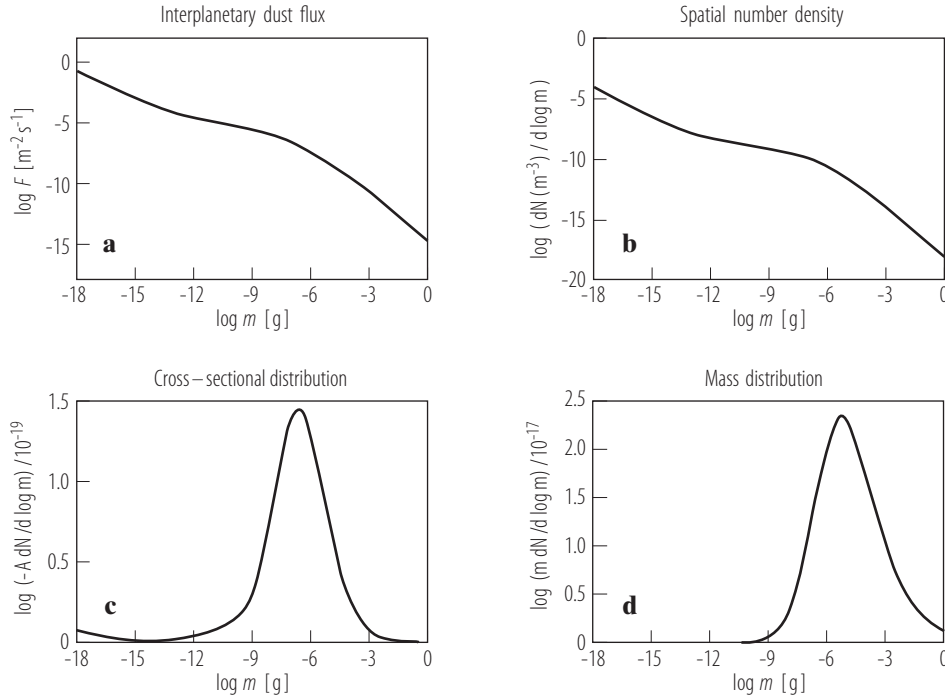 Interplanetary dust flux
0
-5
-10
-15
log F [m⁻² s⁻¹]
a
-18 -15 -12 -9 -6 -3 0
log m [g]
Spatial number density
0
-5
-10
-15
-20
log (dN (m⁻³) / d log m)
b
-18 -15 -12 -9 -6 -3 0
log m [g]
Cross–sectional distribution
1.5
1.0
0.5
0
log (-A dN /d log m) /10⁻¹⁹
c
-18 -15 -12 -9 -6 -3 0
log m [g]
Mass distribution
2.5
2.0
1.5
1.0
0.5
0
log (m dN /d log m) /10⁻¹⁷
d
-18 -15 -12 -9 -6 -3 0
log m [g]